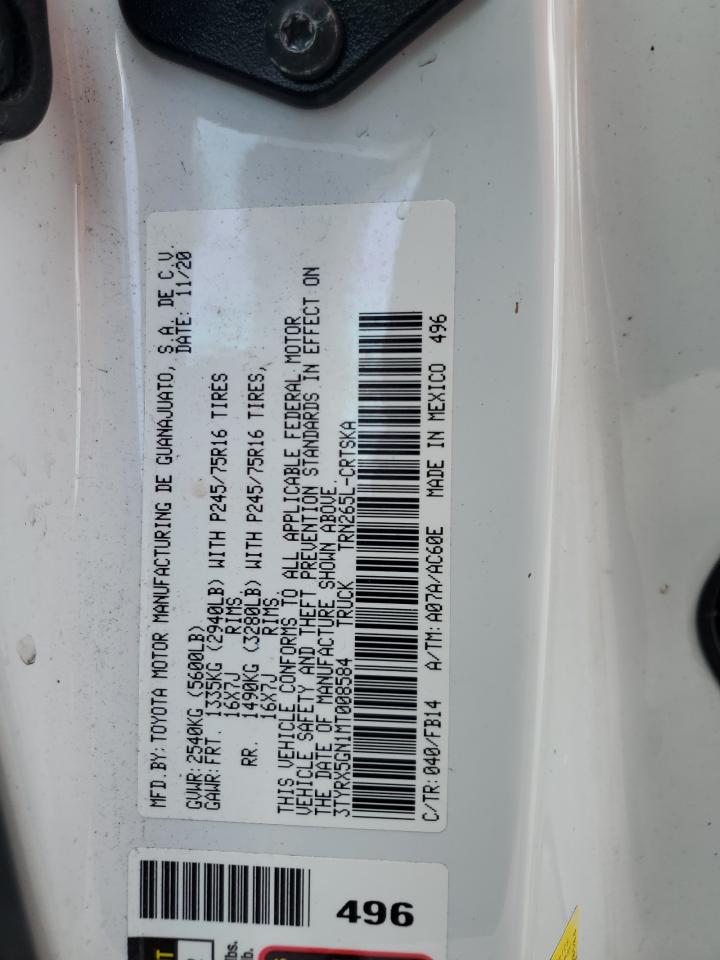 MFD.BY: TOYOTA MOTOR MANUFACTURING DE GUANAJUATO, S.A. DE C.V.
DATE: 11/20
GVWR: 2540KG (5600LB)
GAWR: FRT. 1335KG (2940LB) WITH P245/75R16 TIRES
16X7J RIMS
RR. 1490KG (3280LB) WITH P245/75R16 TIRES,
16X7J RIMS.
THIS VEHICLE CONFORMS TO ALL APPLICABLE FEDERAL MOTOR
VEHICLE SAFETY AND THEFT PREVENTION STANDARDS IN EFFECT ON
THE DATE OF MANUFACTURE SHOWN ABOVE.
3TYRX5GN1MT008584 TRUCK TRN265L-CRTSKA
C/TR: 040/FB14 A/TM: A07A/AC60E MADE IN MEXICO 496
496
lbs.
lb.